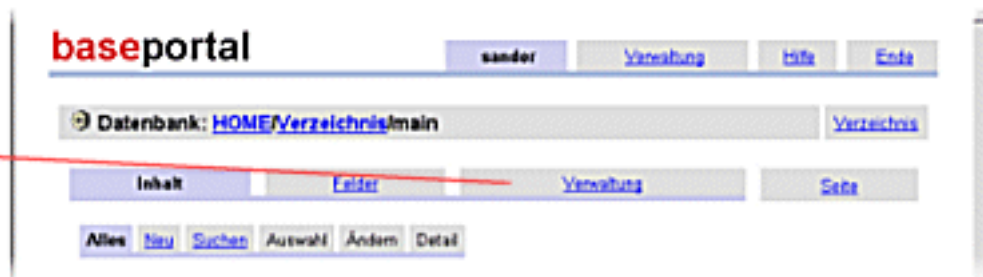 baseportal
sander Verwaltung Hilfe Ende
Datenbank: HOME/Verzeichnis/main Verzeichnis
Inhalt Felder Verwaltung Seite
Alles Neu Suchen Auswahl Ändern Detail